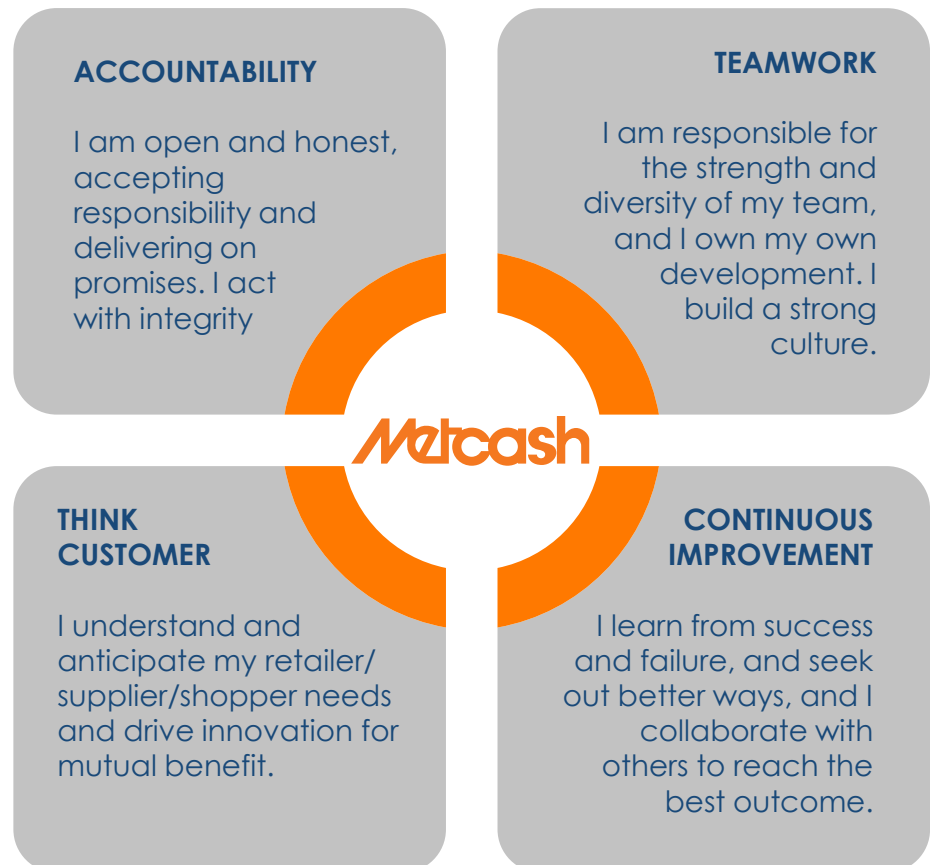 ACCOUNTABILITY
I am open and honest,
accepting
responsibility and
delivering on
promises. I act
with integrity
TEAMWORK
I am responsible for
the strength and
diversity of my team,
and I own my own
development. I
build a strong
culture.
Metcash
THINK
CUSTOMER
I understand and
anticipate my retailer/
supplier/shopper needs
and drive innovation for
mutual benefit.
CONTINUOUS
IMPROVEMENT
I learn from success
and failure, and seek
out better ways, and I
collaborate with
others to reach the
best outcome.